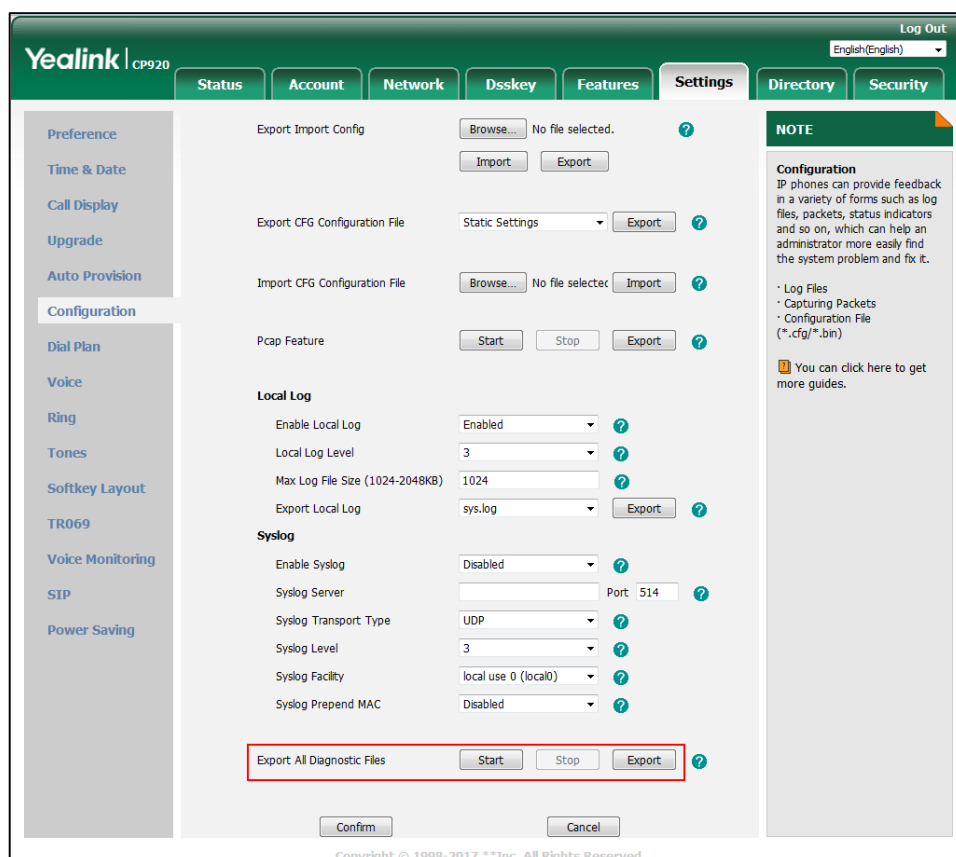 Log Out
Yealink | CP920
English(English)
Status Account Network Dsskey Features Settings Directory Security
Preference
Time & Date
Call Display
Upgrade
Auto Provision
Configuration
Dial Plan
Voice
Ring
Tones
Softkey Layout
TR069
Voice Monitoring
SIP
Power Saving
Export Import Config Browse... No file selected. ?
Import Export
Export CFG Configuration File Static Settings Export ?
Import CFG Configuration File Browse... No file selectec Import ?
Pcap Feature Start Stop Export ?
Local Log
Enable Local Log Enabled ?
Local Log Level 3 ?
Max Log File Size (1024-2048KB) 1024 ?
Export Local Log sys.log Export ?
Syslog
Enable Syslog Disabled ?
Syslog Server Port 514 ?
Syslog Transport Type UDP ?
Syslog Level 3 ?
Syslog Facility local use 0 (local0) ?
Syslog Prepend MAC Disabled ?
Export All Diagnostic Files Start Stop Export ?
Confirm Cancel
NOTE
Configuration
IP phones can provide feedback
in a variety of forms such as log
files, packets, status indicators
and so on, which can help an
administrator more easily find
the system problem and fix it.
· Log Files
· Capturing Packets
· Configuration File
(*.cfg/*.bin)
? You can click here to get
more guides.
Copyright © 1998-2017 **Inc. All Rights Reserved